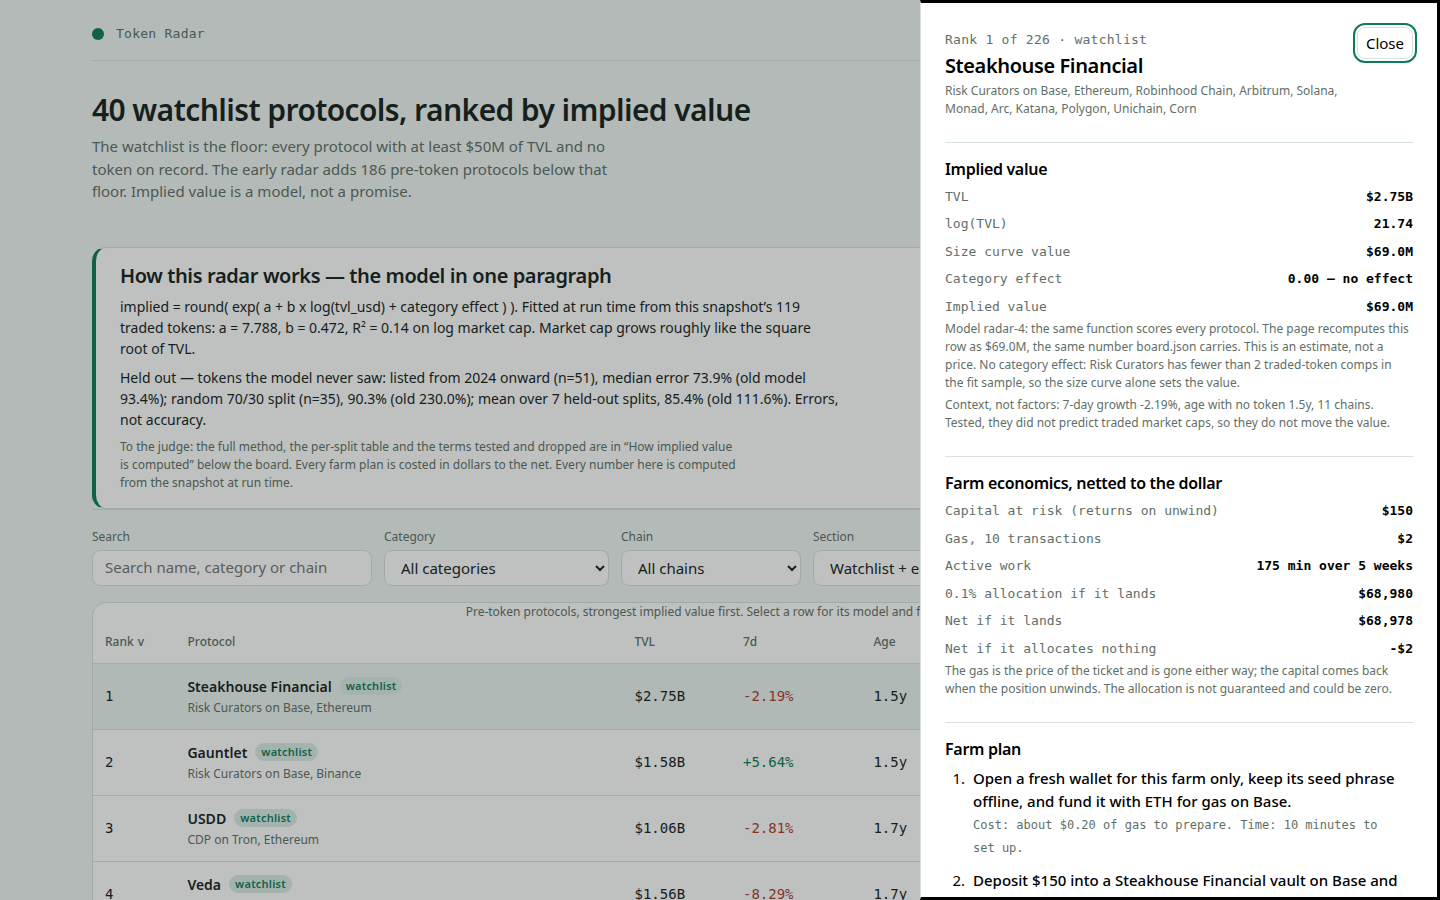 Token Radar
40 watchlist protocols, ranked by implied value
The watchlist is the floor: every protocol with at least $50M of TVL and no
token on record. The early radar adds 186 pre-token protocols below that
floor. Implied value is a model, not a promise.
How this radar works — the model in one paragraph
implied = round( exp( a + b x log(tvl_usd) + category effect ) ). Fitted at run time from this snapshot's 119
traded tokens: a = 7.788, b = 0.472, R² = 0.14 on log market cap. Market cap grows roughly like the square
root of TVL.
Held out — tokens the model never saw: listed from 2024 onward (n=51), median error 73.9% (old model
93.4%); random 70/30 split (n=35), 90.3% (old 230.0%); mean over 7 held-out splits, 85.4% (old 111.6%). Errors,
not accuracy.
To the judge: the full method, the per-split table and the terms tested and dropped are in "How implied value
is computed" below the board. Every farm plan is costed in dollars to the net. Every number here is computed
from the snapshot at run time.
Search Category Chain Section
Search name, category or chain All categories All chains Watchlist + e
Pre-token protocols, strongest implied value first. Select a row for its model and f
Rank v Protocol TVL 7d Age
1 Steakhouse Financial watchlist $2.75B -2.19% 1.5y
Risk Curators on Base, Ethereum
2 Gauntlet watchlist $1.58B +5.64% 1.5y
Risk Curators on Base, Binance
3 USDD watchlist $1.06B -2.81% 1.7y
CDP on Tron, Ethereum
4 Veda watchlist $1.56B -8.29% 1.7y
Rank 1 of 226 · watchlist
Close
Steakhouse Financial
Risk Curators on Base, Ethereum, Robinhood Chain, Arbitrum, Solana,
Monad, Arc, Katana, Polygon, Unichain, Corn
Implied value
TVL $2.75B
log(TVL) 21.74
Size curve value $69.0M
Category effect 0.00 — no effect
Implied value $69.0M
Model radar-4: the same function scores every protocol. The page recomputes this
row as $69.0M, the same number board.json carries. This is an estimate, not a
price. No category effect: Risk Curators has fewer than 2 traded-token comps in
the fit sample, so the size curve alone sets the value.
Context, not factors: 7-day growth -2.19%, age with no token 1.5y, 11 chains.
Tested, they did not predict traded market caps, so they do not move the value.
Farm economics, netted to the dollar
Capital at risk (returns on unwind) $150
Gas, 10 transactions $2
Active work 175 min over 5 weeks
0.1% allocation if it lands $68,980
Net if it lands $68,978
Net if it allocates nothing -$2
The gas is the price of the ticket and is gone either way; the capital comes back
when the position unwinds. The allocation is not guaranteed and could be zero.
Farm plan
1. Open a fresh wallet for this farm only, keep its seed phrase
offline, and fund it with ETH for gas on Base.
Cost: about $0.20 of gas to prepare. Time: 10 minutes to
set up.
2. Deposit $150 into a Steakhouse Financial vault on Base and